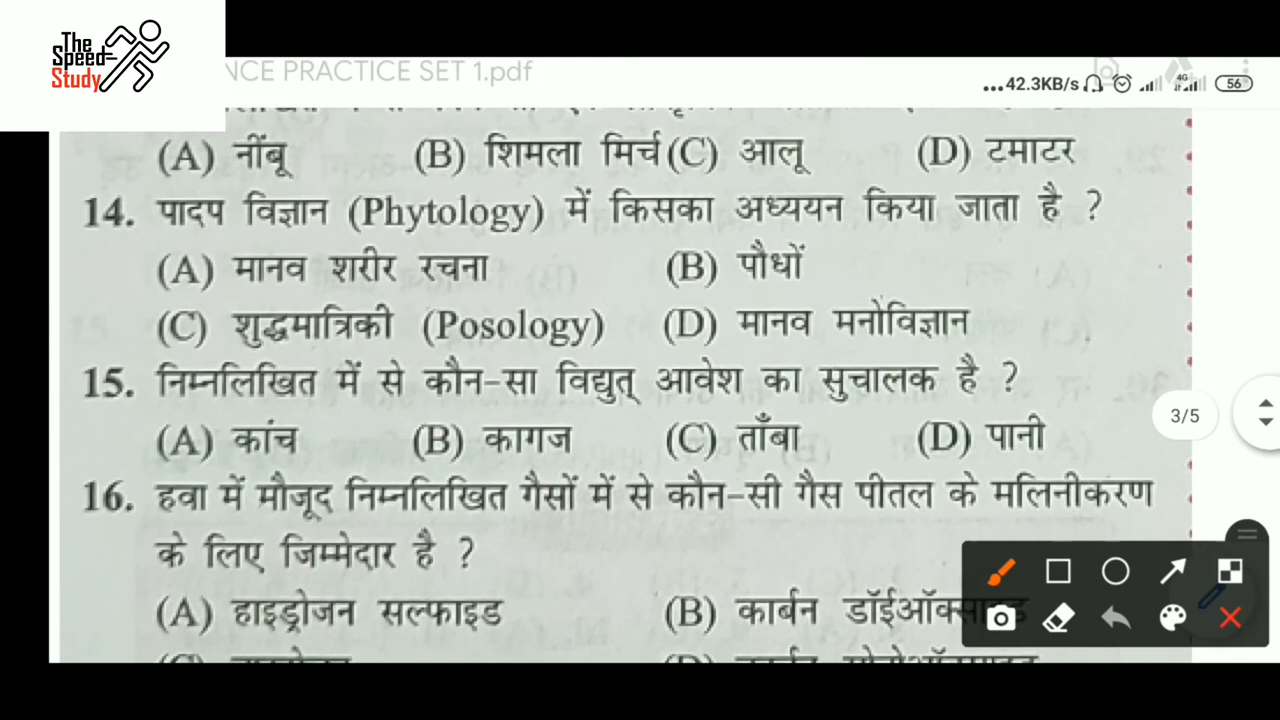 The
Speed
Study
NCE PRACTICE SET 1.pdf
...42.3KB/s 4G 56
(A) नींबू (B) शिमला मिर्च (C) आलू (D) टमाटर
14. पादप विज्ञान (Phytology) में किसका अध्ययन किया जाता है ?
(A) मानव शरीर रचना (B) पौधों
(C) शुद्धमात्रिकी (Posology) (D) मानव मनोविज्ञान
15. निम्नलिखित में से कौन-सा विद्युत् आवेश का सुचालक है ?
(A) कांच (B) कागज (C) ताँबा (D) पानी
3/5
16. हवा में मौजूद निम्नलिखित गैसों में से कौन-सी गैस पीतल के मलिनीकरण
के लिए जिम्मेदार है ?
(A) हाइड्रोजन सल्फाइड (B) कार्बन डॉईऑक्साइड